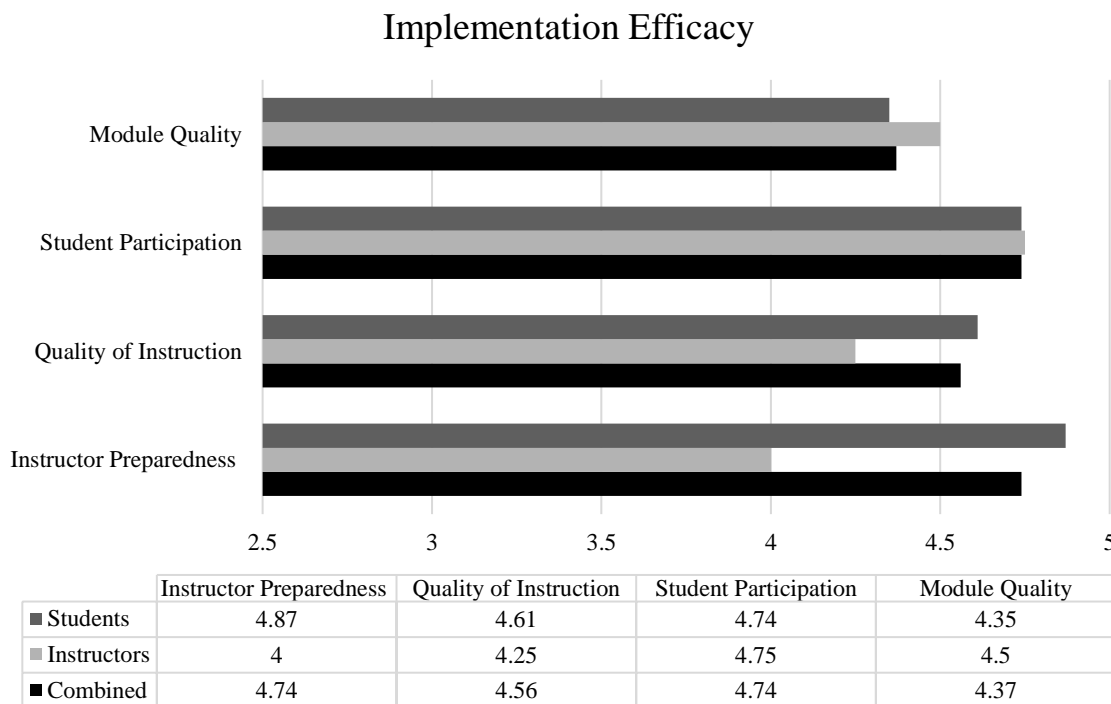 Implementation Efficacy
Module Quality
Student Participation
Quality of Instruction
Instructor Preparedness
2.5 3 3.5 4 4.5 5
Instructor Preparedness Quality of Instruction Student Participation Module Quality
Students 4.87 4.61 4.74 4.35
Instructors 4 4.25 4.75 4.5
Combined 4.74 4.56 4.74 4.37